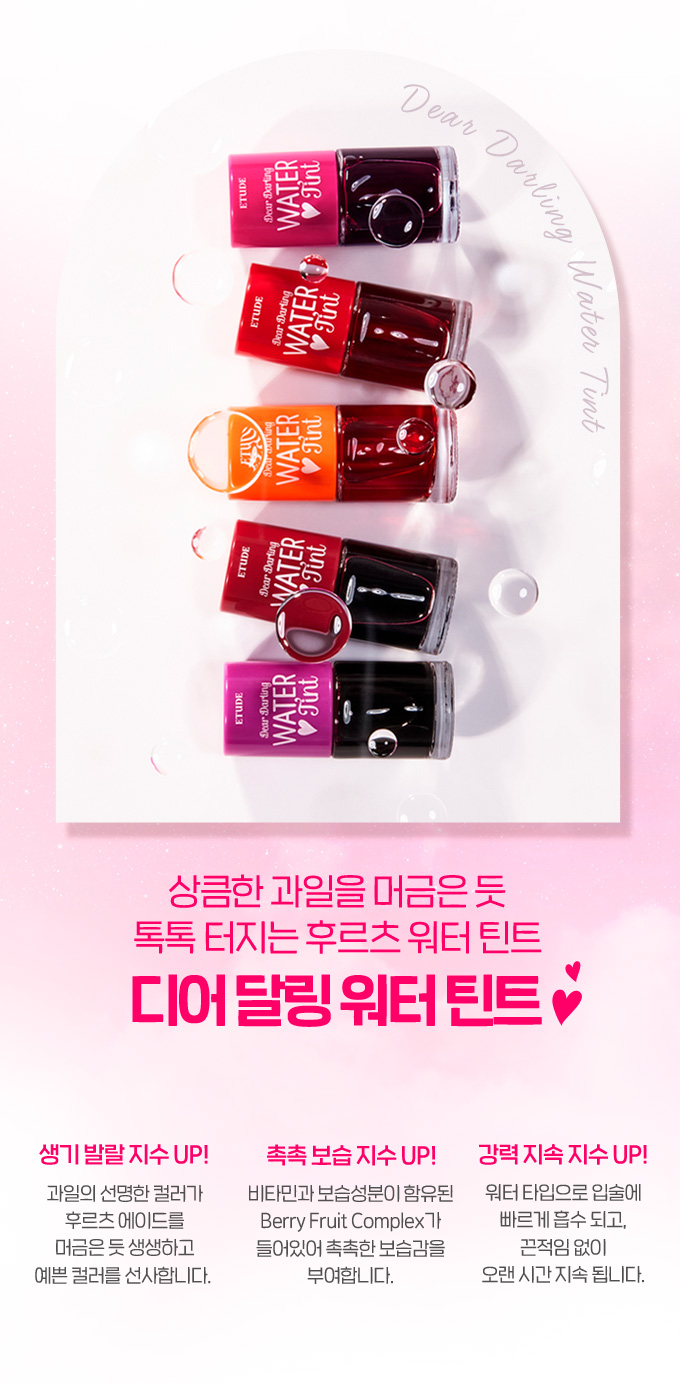 Dear Darling Water Tint
ETUDE
Dear Darling
WATER
Tint
ETUDE
Dear Darling
WATER
Tint
ETUDE
Dear Darling
WATER
Tint
ETUDE
Dear Darling
WATER
Tint
ETUDE
Dear Darling
WATER
Tint
상큼한 과일을 머금은 듯
톡톡 터지는 후르츠 워터 틴트
디어 달링 워터 틴트
생기 발랄 지수 UP!
과일의 선명한 컬러가
후르츠 에이드를
머금은 듯 생생하고
예쁜 컬러를 선사합니다.
촉촉 보습 지수 UP!
비타민과 보습성분이 함유된
Berry Fruit Complex가
들어있어 촉촉한 보습감을
부여합니다.
강력 지속 지수 UP!
워터 타입으로 입술에
빠르게 흡수 되고,
끈적임 없이
오랜 시간 지속 됩니다.